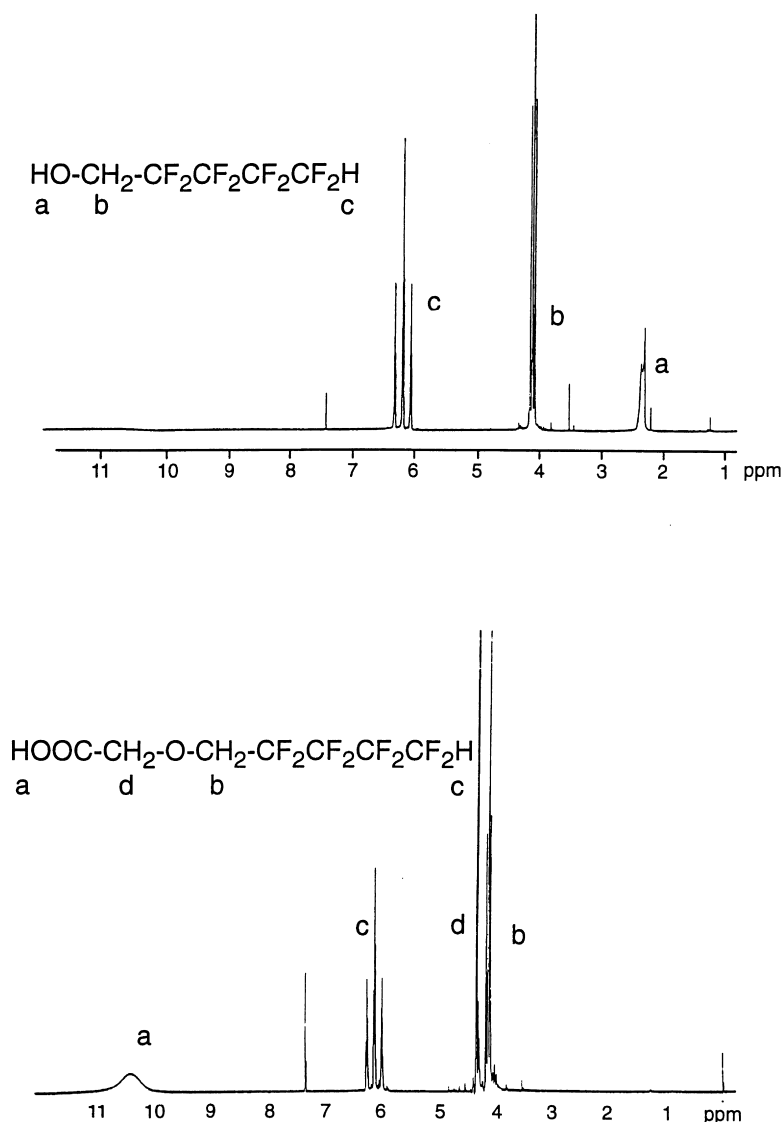 HO-CH₂-CF₂CF₂CF₂CF₂H
a b c
c
b
a
11 10 9 8 7 6 5 4 3 2 1 ppm
HOOC-CH₂-O-CH₂-CF₂CF₂CF₂CF₂H
a d b c
c d b
a
11 10 9 8 7 6 5 4 3 2 1 ppm